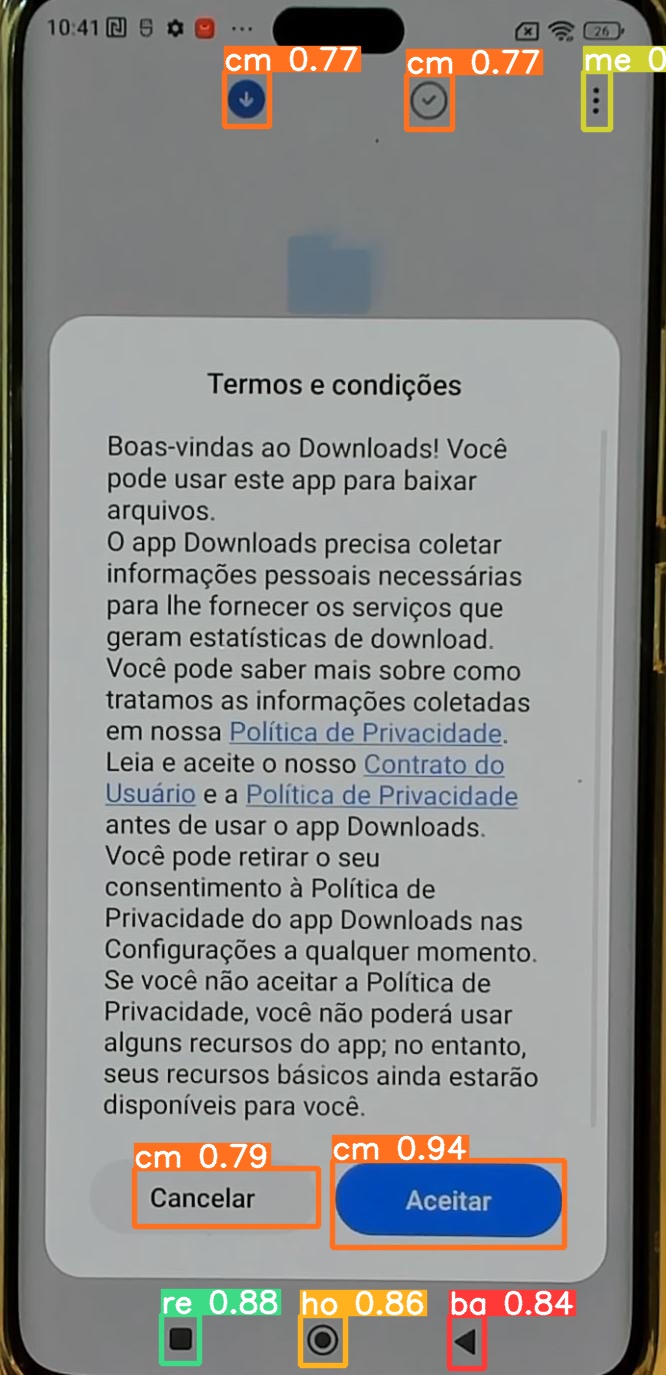 10:41
26
cm 0.77
cm 0.77
me 0
Termos e condições
Boas-vindas ao Downloads! Você
pode usar este app para baixar
arquivos.
O app Downloads precisa coletar
informações pessoais necessárias
para lhe fornecer os serviços que
geram estatísticas de download.
Você pode saber mais sobre como
tratamos as informações coletadas
em nossa Política de Privacidade.
Leia e aceite o nosso Contrato do
Usuário e a Política de Privacidade
antes de usar o app Downloads.
Você pode retirar o seu
consentimento à Política de
Privacidade do app Downloads nas
Configurações a qualquer momento.
Se você não aceitar a Política de
Privacidade, você não poderá usar
alguns recursos do app; no entanto,
seus recursos básicos ainda estarão
disponíveis para você.
cm 0.79
cm 0.94
Cancelar
Aceitar
re 0.88
ho 0.86
ba 0.84